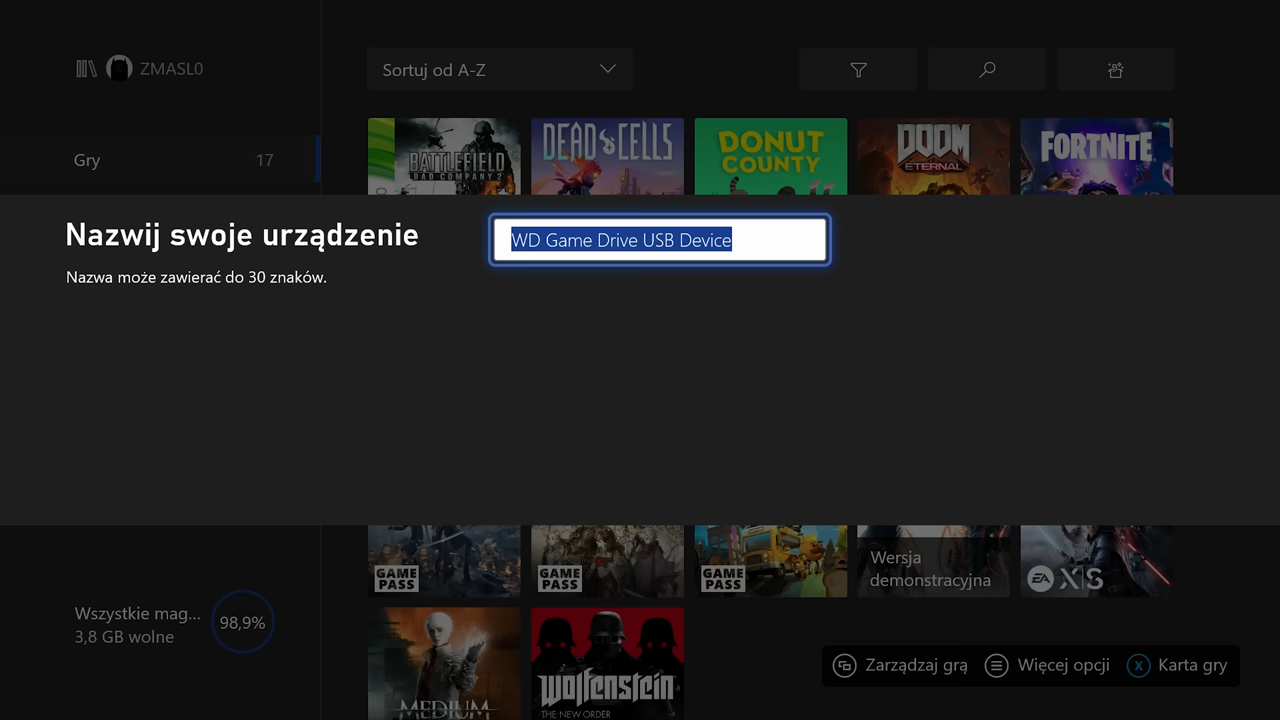 ZMASL0
Sortuj od A-Z
Gry 17
BATTLEFIELD
BAD COMPANY 2
DEAD CELLS
DONUT
COUNTY
DOOM
ETERNAL
FORTNITE
Nazwij swoje urządzenie
WD Game Drive USB Device
Nazwa może zawierać do 30 znaków.
GAME
PASS
GAME
PASS
GAME
PASS
Wersja
demonstracyjna
EA X|S
Wszystkie mag...
3,8 GB wolne
98,9%
MEDIUM
Wolfenstein
THE NEW ORDER
Zarządzaj grą
Więcej opcji
X Karta gry